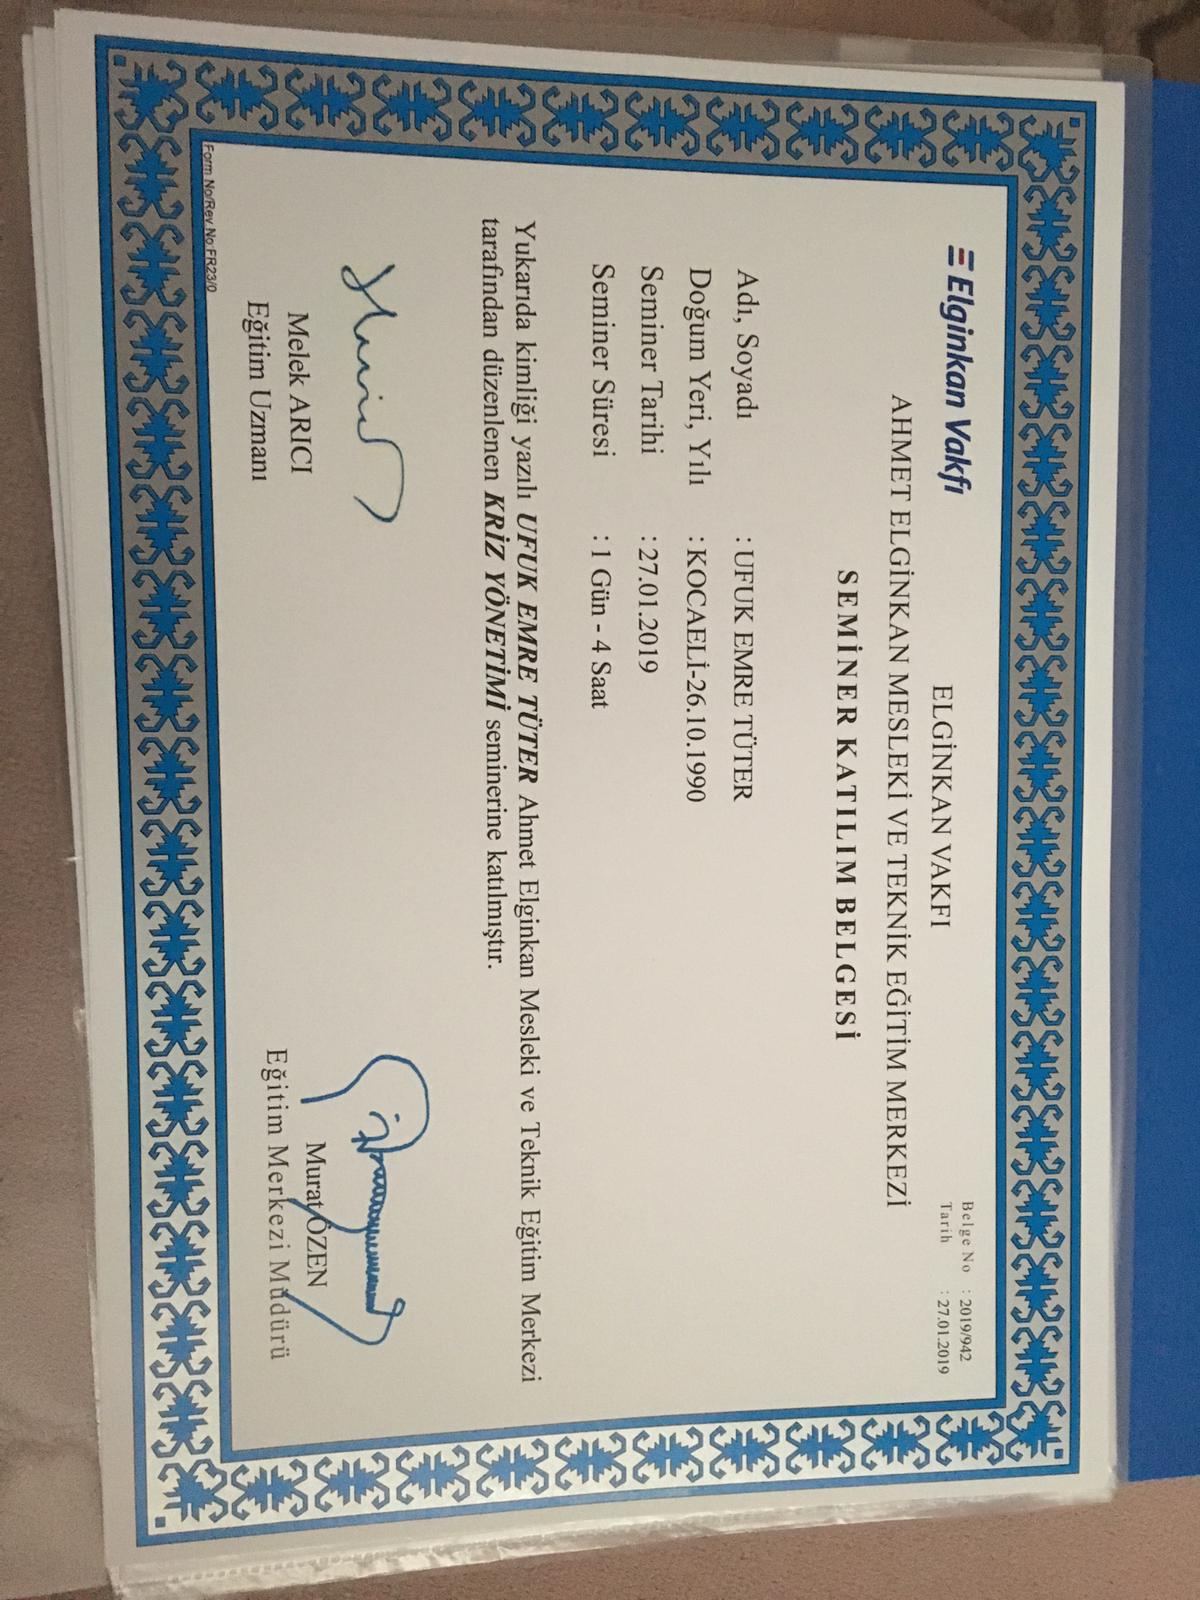 Elginkan Vakfı
Belge No : 2019/942
Tarih : 27.01.2019
ELGİNKAN VAKFI
AHMET ELGİNKAN MESLEKİ VE TEKNİK EĞİTİM MERKEZİ
SEMİNER KATILIM BELGESİ
Adı, Soyadı : UFUK EMRE TÜTER
Doğum Yeri, Yılı : KOCAELİ-26.10.1990
Seminer Tarihi : 27.01.2019
Seminer Süresi : 1 Gün - 4 Saat
Yukarıda kimliği yazılı UFUK EMRE TÜTER Ahmet Elginkan Mesleki ve Teknik Eğitim Merkezi
tarafından düzenlenen KRİZ YÖNETİMİ seminerine katılmıştır.
Melek ARICI
Eğitim Uzmanı
Murat ÖZEN
Eğitim Merkezi Müdürü
Form No/Rev No:FR23/0